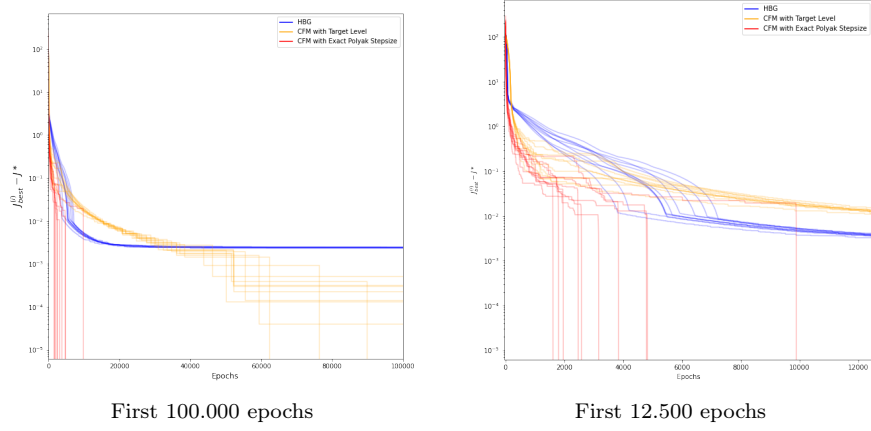 HBG
CFM with Target Level
CFM with Exact Polyak Stepsize
10²
10¹
10⁰
10⁻¹
10⁻²
10⁻³
10⁻⁴
10⁻⁵
J⁽ⁱ⁾_best − J*
0
20000
40000
60000
80000
100000
Epochs
First 100.000 epochs
HBG
CFM with Target Level
CFM with Exact Polyak Stepsize
10²
10¹
10⁰
10⁻¹
10⁻²
10⁻³
10⁻⁴
10⁻⁵
J⁽ⁱ⁾_best − J*
0
2000
4000
6000
8000
10000
12000
Epochs
First 12.500 epochs